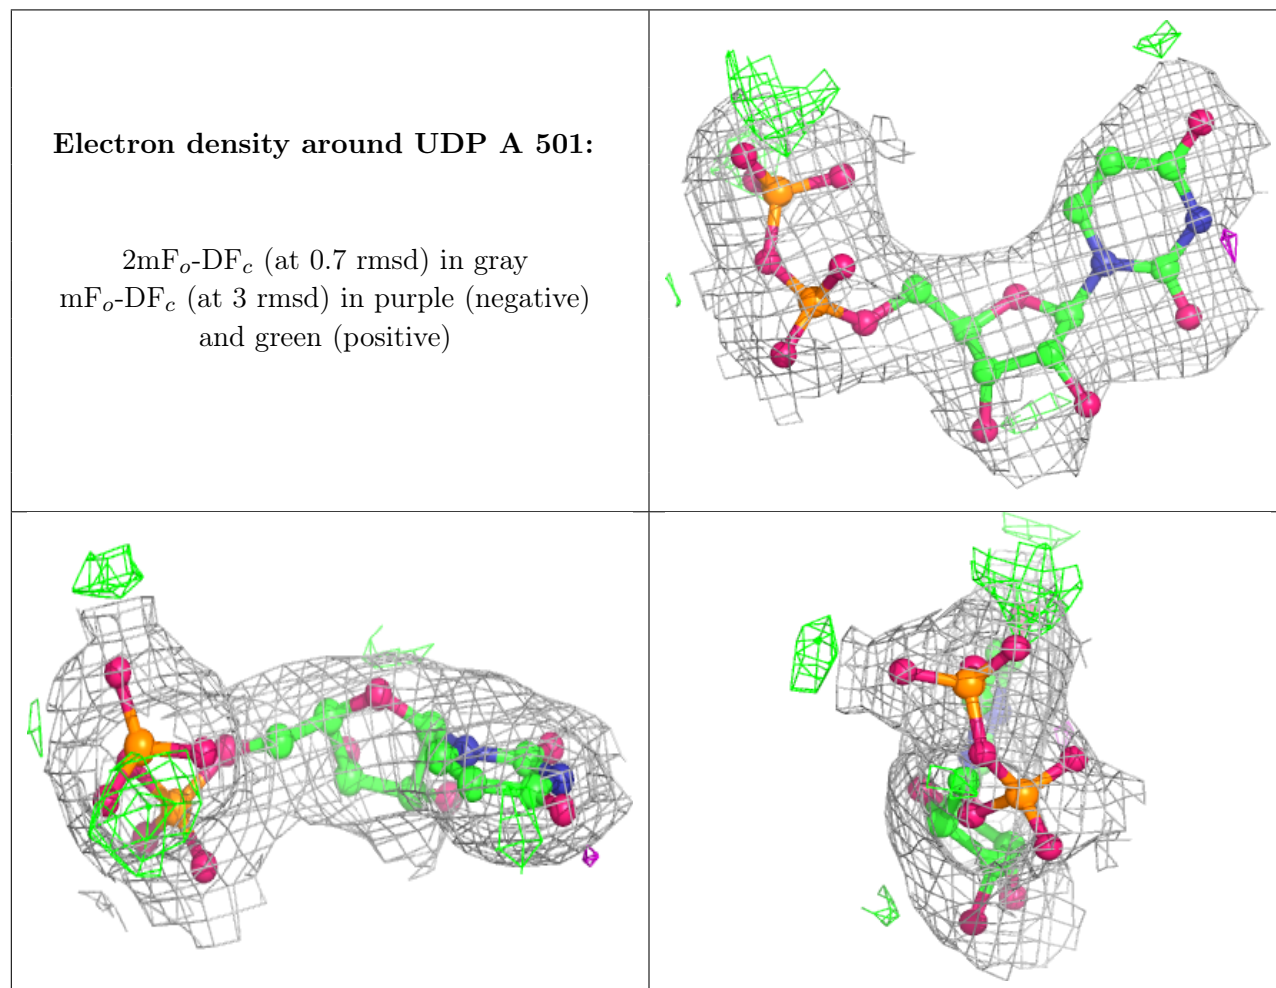 Electron density around UDP A 501:
2mFo-DFc (at 0.7 rmsd) in gray
mFo-DFc (at 3 rmsd) in purple (negative)
and green (positive)